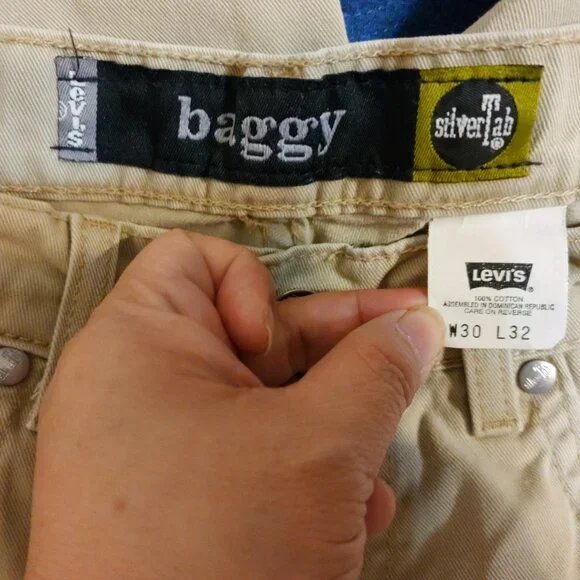 Levi's
®
baggy
silverTab
®
Levi's
®
100% COTTON
ASSEMBLED IN DOMINICAN REPUBLIC
CARE ON REVERSE
W30 L32